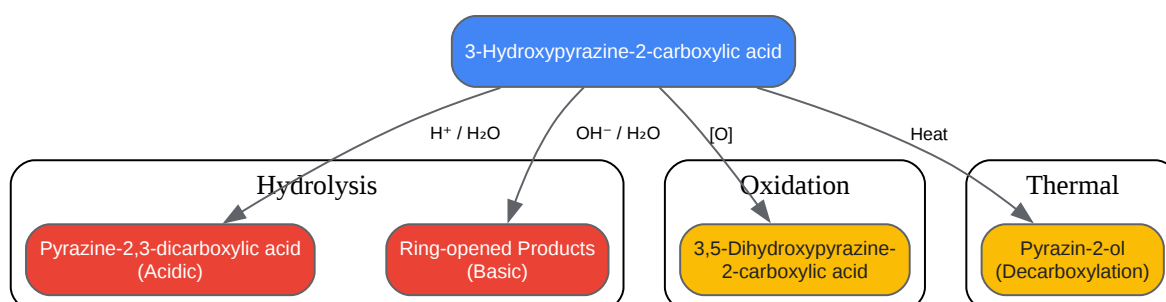 3-Hydroxypyrazine-2-carboxylic acid
H⁺ / H₂O
OH⁻ / H₂O
[O]
Heat
Hydrolysis
Oxidation
Thermal
Pyrazine-2,3-dicarboxylic acid
(Acidic)
Ring-opened Products
(Basic)
3,5-Dihydroxypyrazine-
2-carboxylic acid
Pyrazin-2-ol
(Decarboxylation)